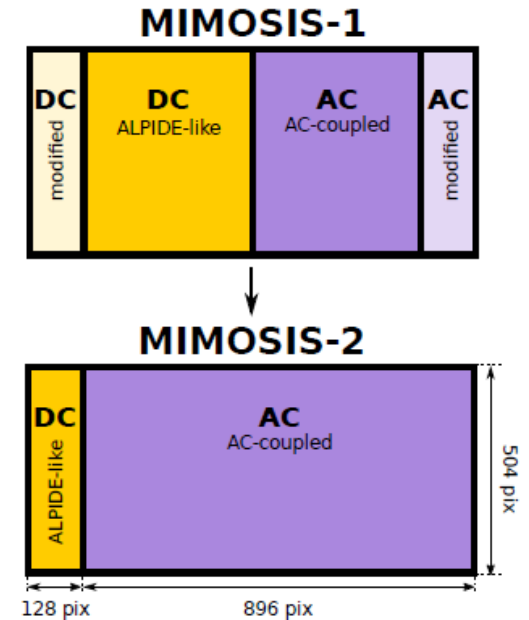 MIMOSIS-1
DC
modified
DC
ALPIDE-like
AC
AC-coupled
AC
modified
MIMOSIS-2
DC
ALPIDE-like
AC
AC-coupled
504 pix
128 pix
896 pix